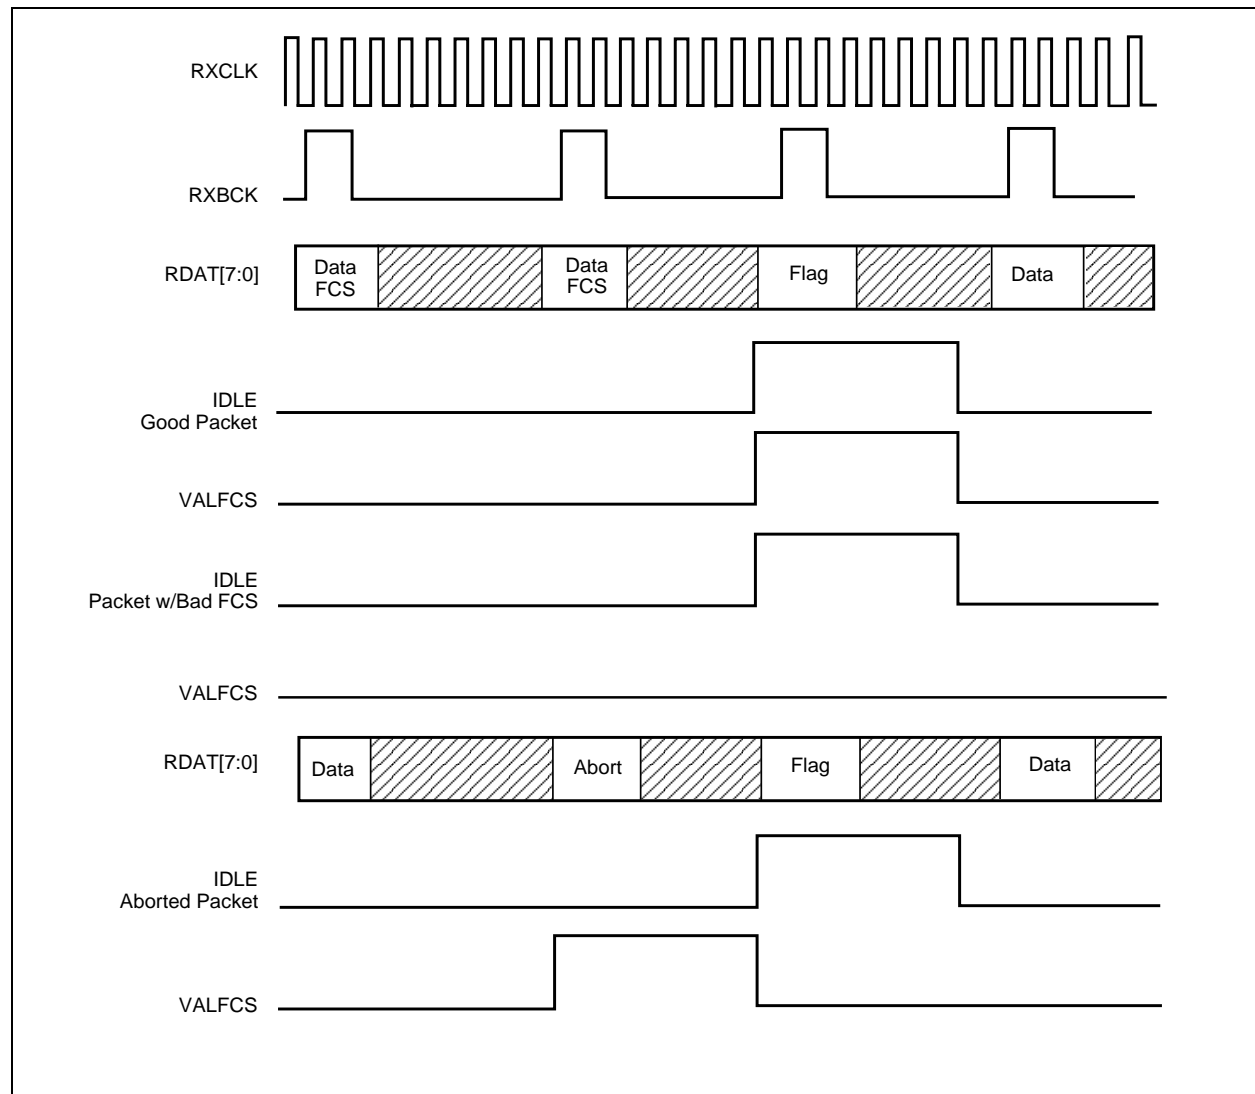 RXCLK
RXBCK
RDAT[7:0]
Data
FCS
Data
FCS
Flag
Data
IDLE
Good Packet
VALFCS
IDLE
Packet w/Bad FCS
VALFCS
RDAT[7:0]
Data
Abort
Flag
Data
IDLE
Aborted Packet
VALFCS